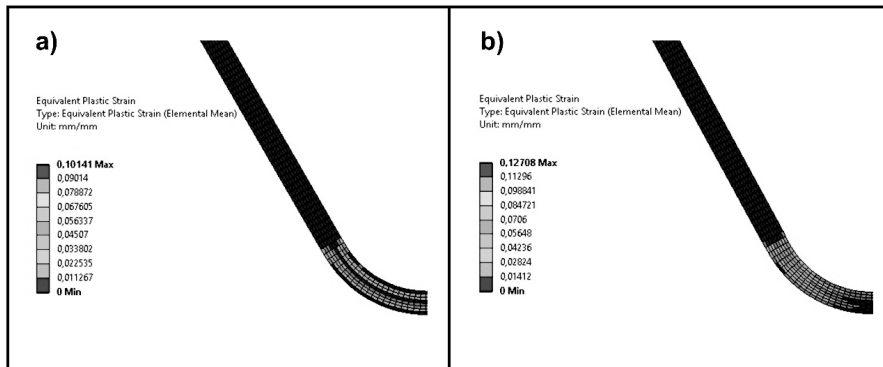 a)
Equivalent Plastic Strain
Type: Equivalent Plastic Strain (Elemental Mean)
Unit: mm/mm
0,10141 Max
0,09014
0,078872
0,067605
0,056337
0,04507
0,033802
0,022535
0,011267
0 Min
b)
Equivalent Plastic Strain
Type: Equivalent Plastic Strain (Elemental Mean)
Unit: mm/mm
0,12708 Max
0,11296
0,098841
0,084721
0,0706
0,05648
0,04236
0,02824
0,01412
0 Min